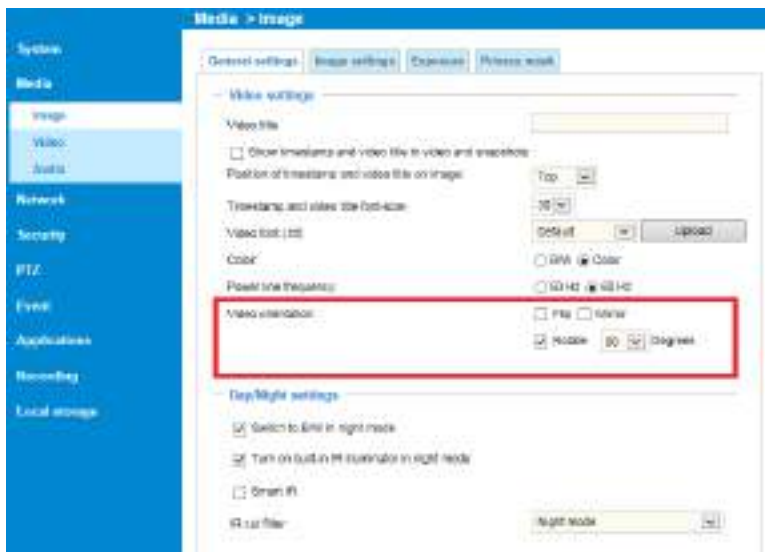 Media > Image
System
Media
Image
Video
Audio
Network
Security
PTZ
Event
Applications
Recording
Local storage
General settings Image settings Exposure Privacy mask
Video settings
Video title
Show timestamp and video title in video and snapshots
Position of timestamp and video title on image: Top
Timestamp and video title font size: 30
Video font (.ttf) Default Upload
Color: B/W Color
Power line frequency: 50 Hz 60 Hz
Video orientation: Flip Mirror
Rotate 90 Degrees
Day/Night settings
Switch to B/W in night mode
Turn on built-in IR illuminator in night mode
Smart IR
IR cut filter: Night mode